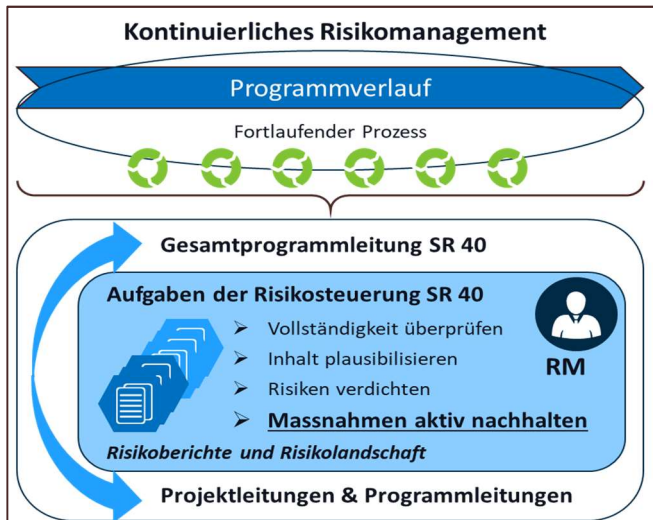 Kontinuierliches Risikomanagement
Programmverlauf
Fortlaufender Prozess
Gesamtprogrammleitung SR 40
Aufgaben der Risikosteuerung SR 40
➢ Vollständigkeit überprüfen
➢ Inhalt plausibilisieren
➢ Risiken verdichten
➢ Massnahmen aktiv nachhalten
RM
Risikoberichte und Risikolandschaft
Projektleitungen & Programmleitungen